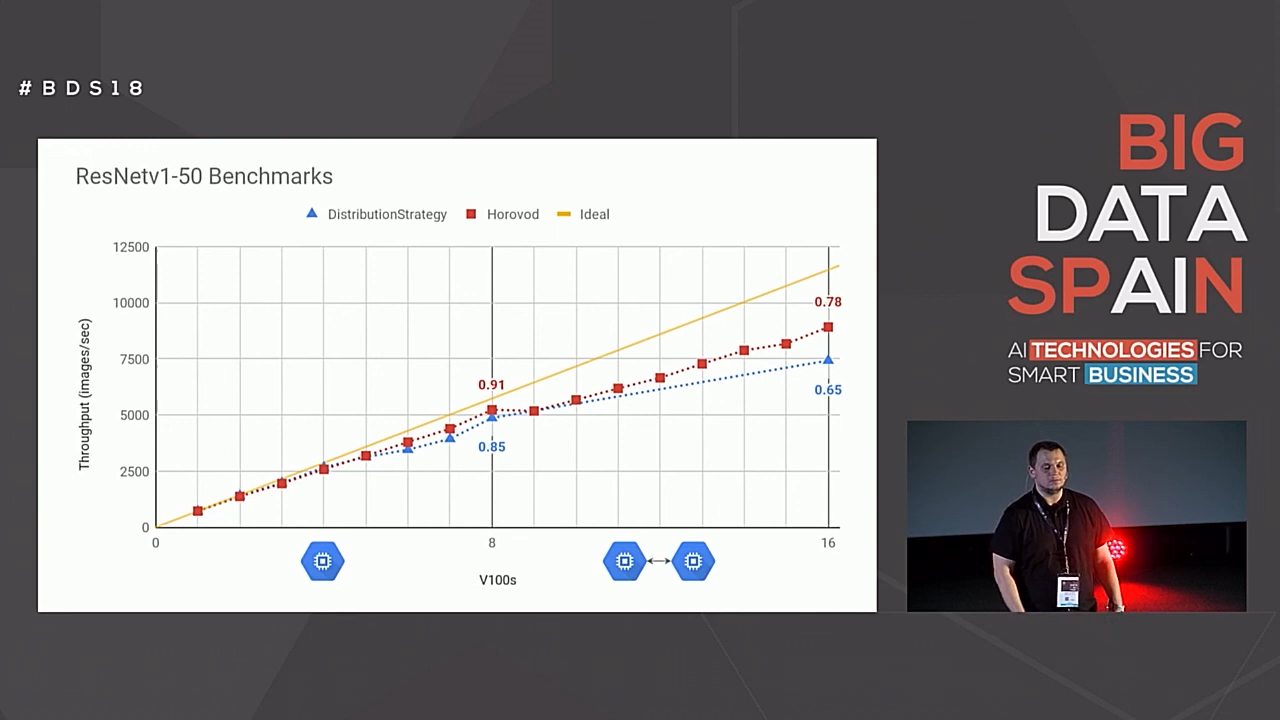 #BDS18
ResNetv1-50 Benchmarks
DistributionStrategy Horovod Ideal
12500
10000
7500
5000
2500
0
Throughput (images/sec)
0.91
0.85
0.78
0.65
0 8 16
V100s
BIG
DATA
SPAIN
AI TECHNOLOGIES FOR
SMART BUSINESS